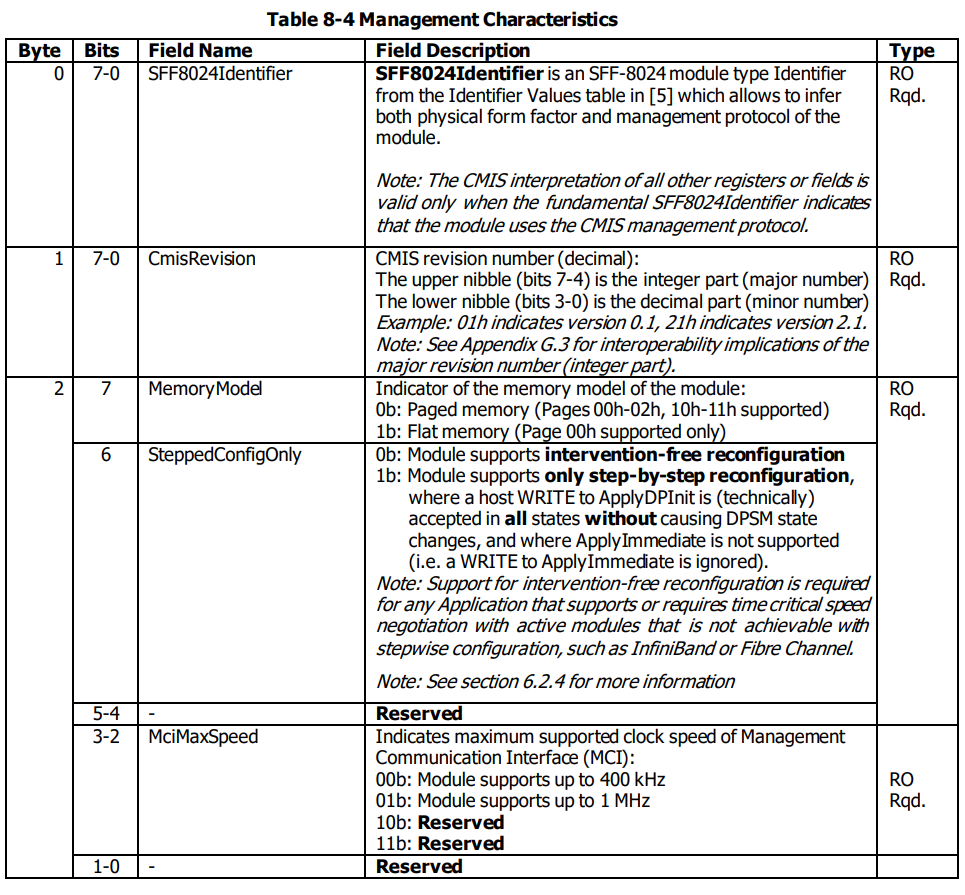 Table 8-4 Management Characteristics
Byte Bits Field Name Field Description Type
0 7-0 SFF8024Identifier SFF8024Identifier is an SFF-8024 module type Identifier RO
from the Identifier Values table in [5] which allows to infer Rqd.
both physical form factor and management protocol of the
module.
Note: The CMIS interpretation of all other registers or fields is
valid only when the fundamental SFF8024Identifier indicates
that the module uses the CMIS management protocol.
1 7-0 CmisRevision CMIS revision number (decimal): RO
The upper nibble (bits 7-4) is the integer part (major number) Rqd.
The lower nibble (bits 3-0) is the decimal part (minor number)
Example: 01h indicates version 0.1, 21h indicates version 2.1.
Note: See Appendix G.3 for interoperability implications of the
major revision number (integer part).
2 7 MemoryModel Indicator of the memory model of the module: RO
0b: Paged memory (Pages 00h-02h, 10h-11h supported) Rqd.
1b: Flat memory (Page 00h supported only)
6 SteppedConfigOnly 0b: Module supports intervention-free reconfiguration
1b: Module supports only step-by-step reconfiguration,
where a host WRITE to ApplyDPInit is (technically)
accepted in all states without causing DPSM state
changes, and where ApplyImmediate is not supported
(i.e. a WRITE to ApplyImmediate is ignored).
Note: Support for intervention-free reconfiguration is required
for any Application that supports or requires time critical speed
negotiation with active modules that is not achievable with
stepwise configuration, such as InfiniBand or Fibre Channel.
Note: See section 6.2.4 for more information
5-4 - Reserved
3-2 MciMaxSpeed Indicates maximum supported clock speed of Management
Communication Interface (MCI):
00b: Module supports up to 400 kHz RO
01b: Module supports up to 1 MHz Rqd.
10b: Reserved
11b: Reserved
1-0 - Reserved